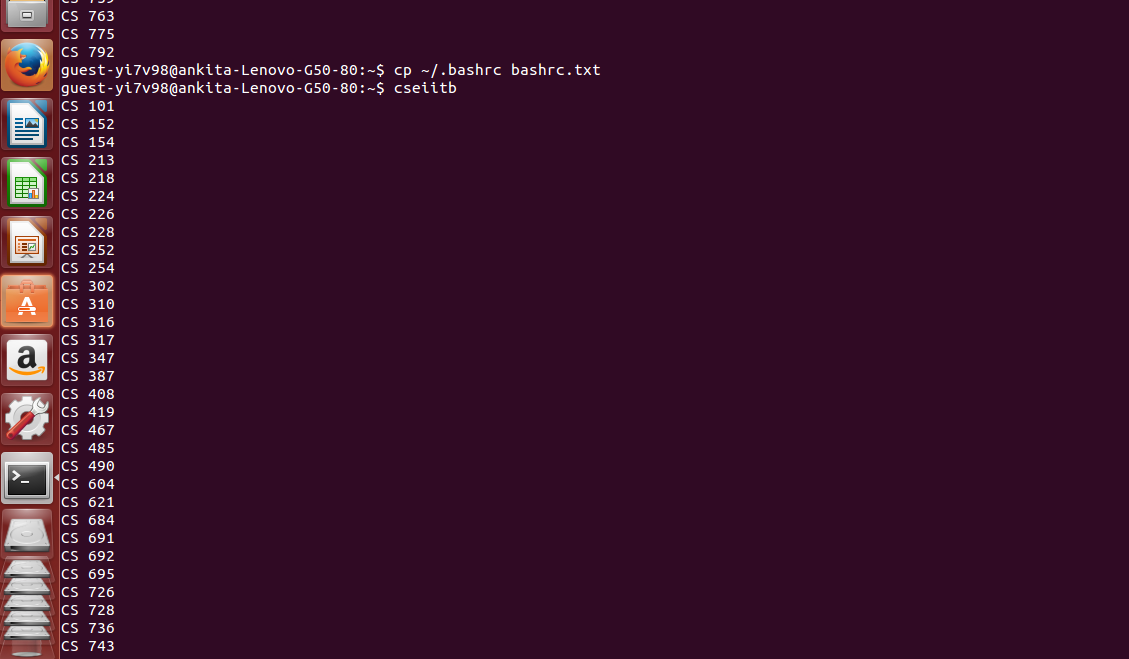 CS 763
CS 775
CS 792
guest-yi7v98@ankita-Lenovo-G50-80:~$ cp ~/.bashrc bashrc.txt
guest-yi7v98@ankita-Lenovo-G50-80:~$ cseiitb
CS 101
CS 152
CS 154
CS 213
CS 218
CS 224
CS 226
CS 228
CS 252
CS 254
CS 302
CS 310
CS 316
CS 317
CS 347
CS 387
CS 408
CS 419
CS 467
CS 485
CS 490
CS 604
CS 621
CS 684
CS 691
CS 692
CS 695
CS 726
CS 728
CS 736
CS 743